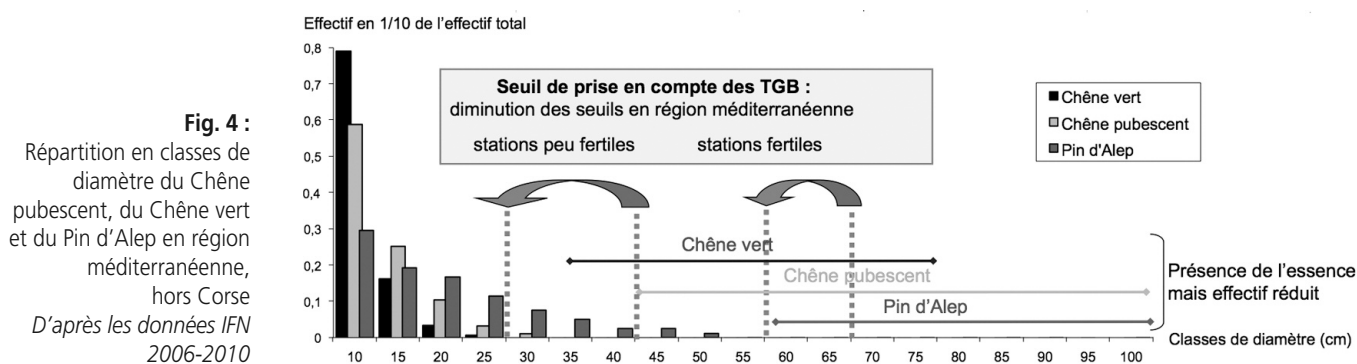 Fig. 4 :
Répartition en classes de
diamètre du Chêne
pubescent, du Chêne vert
et du Pin d'Alep en région
méditerranéenne,
hors Corse
D'après les données IFN
2006-2010
Effectif en 1/10 de l'effectif total
0,8
0,7
0,6
0,5
0,4
0,3
0,2
0,1
0
Seuil de prise en compte des TGB :
diminution des seuils en région méditerranéenne
stations peu fertiles stations fertiles
Chêne vert
Chêne pubescent
Pin d'Alep
Chêne vert
Chêne pubescent
Pin d'Alep
Présence de l'essence
mais effectif réduit
10 15 20 25 30 35 40 45 50 55 60 65 70 75 80 85 90 95 100
Classes de diamètre (cm)